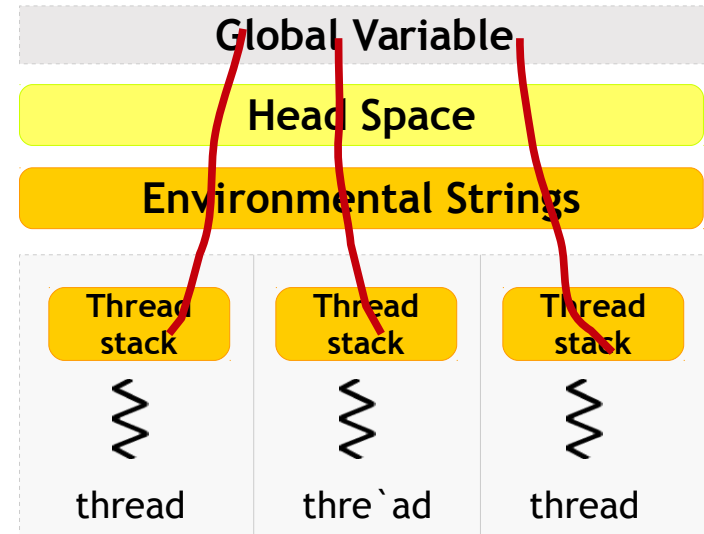 Global Variable
Head Space
Environmental Strings
Thread
stack
Thread
stack
Thread
stack
thread
thre`ad
thread